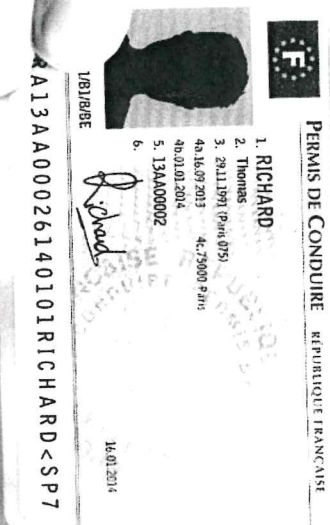 F
PERMIS DE CONDUIRE RÉPUBLIQUE FRANÇAISE
1. RICHARD
2. Thomas
3. 29.11.1991 (Paris 075)
4a.16.09.2013 4c.75000 Paris
4b.01.01.2014
5. 13AA00002
6.
Richard
16.01.2014
1/B1/B/BE
RA13AA000026140101RICHARD<SP7